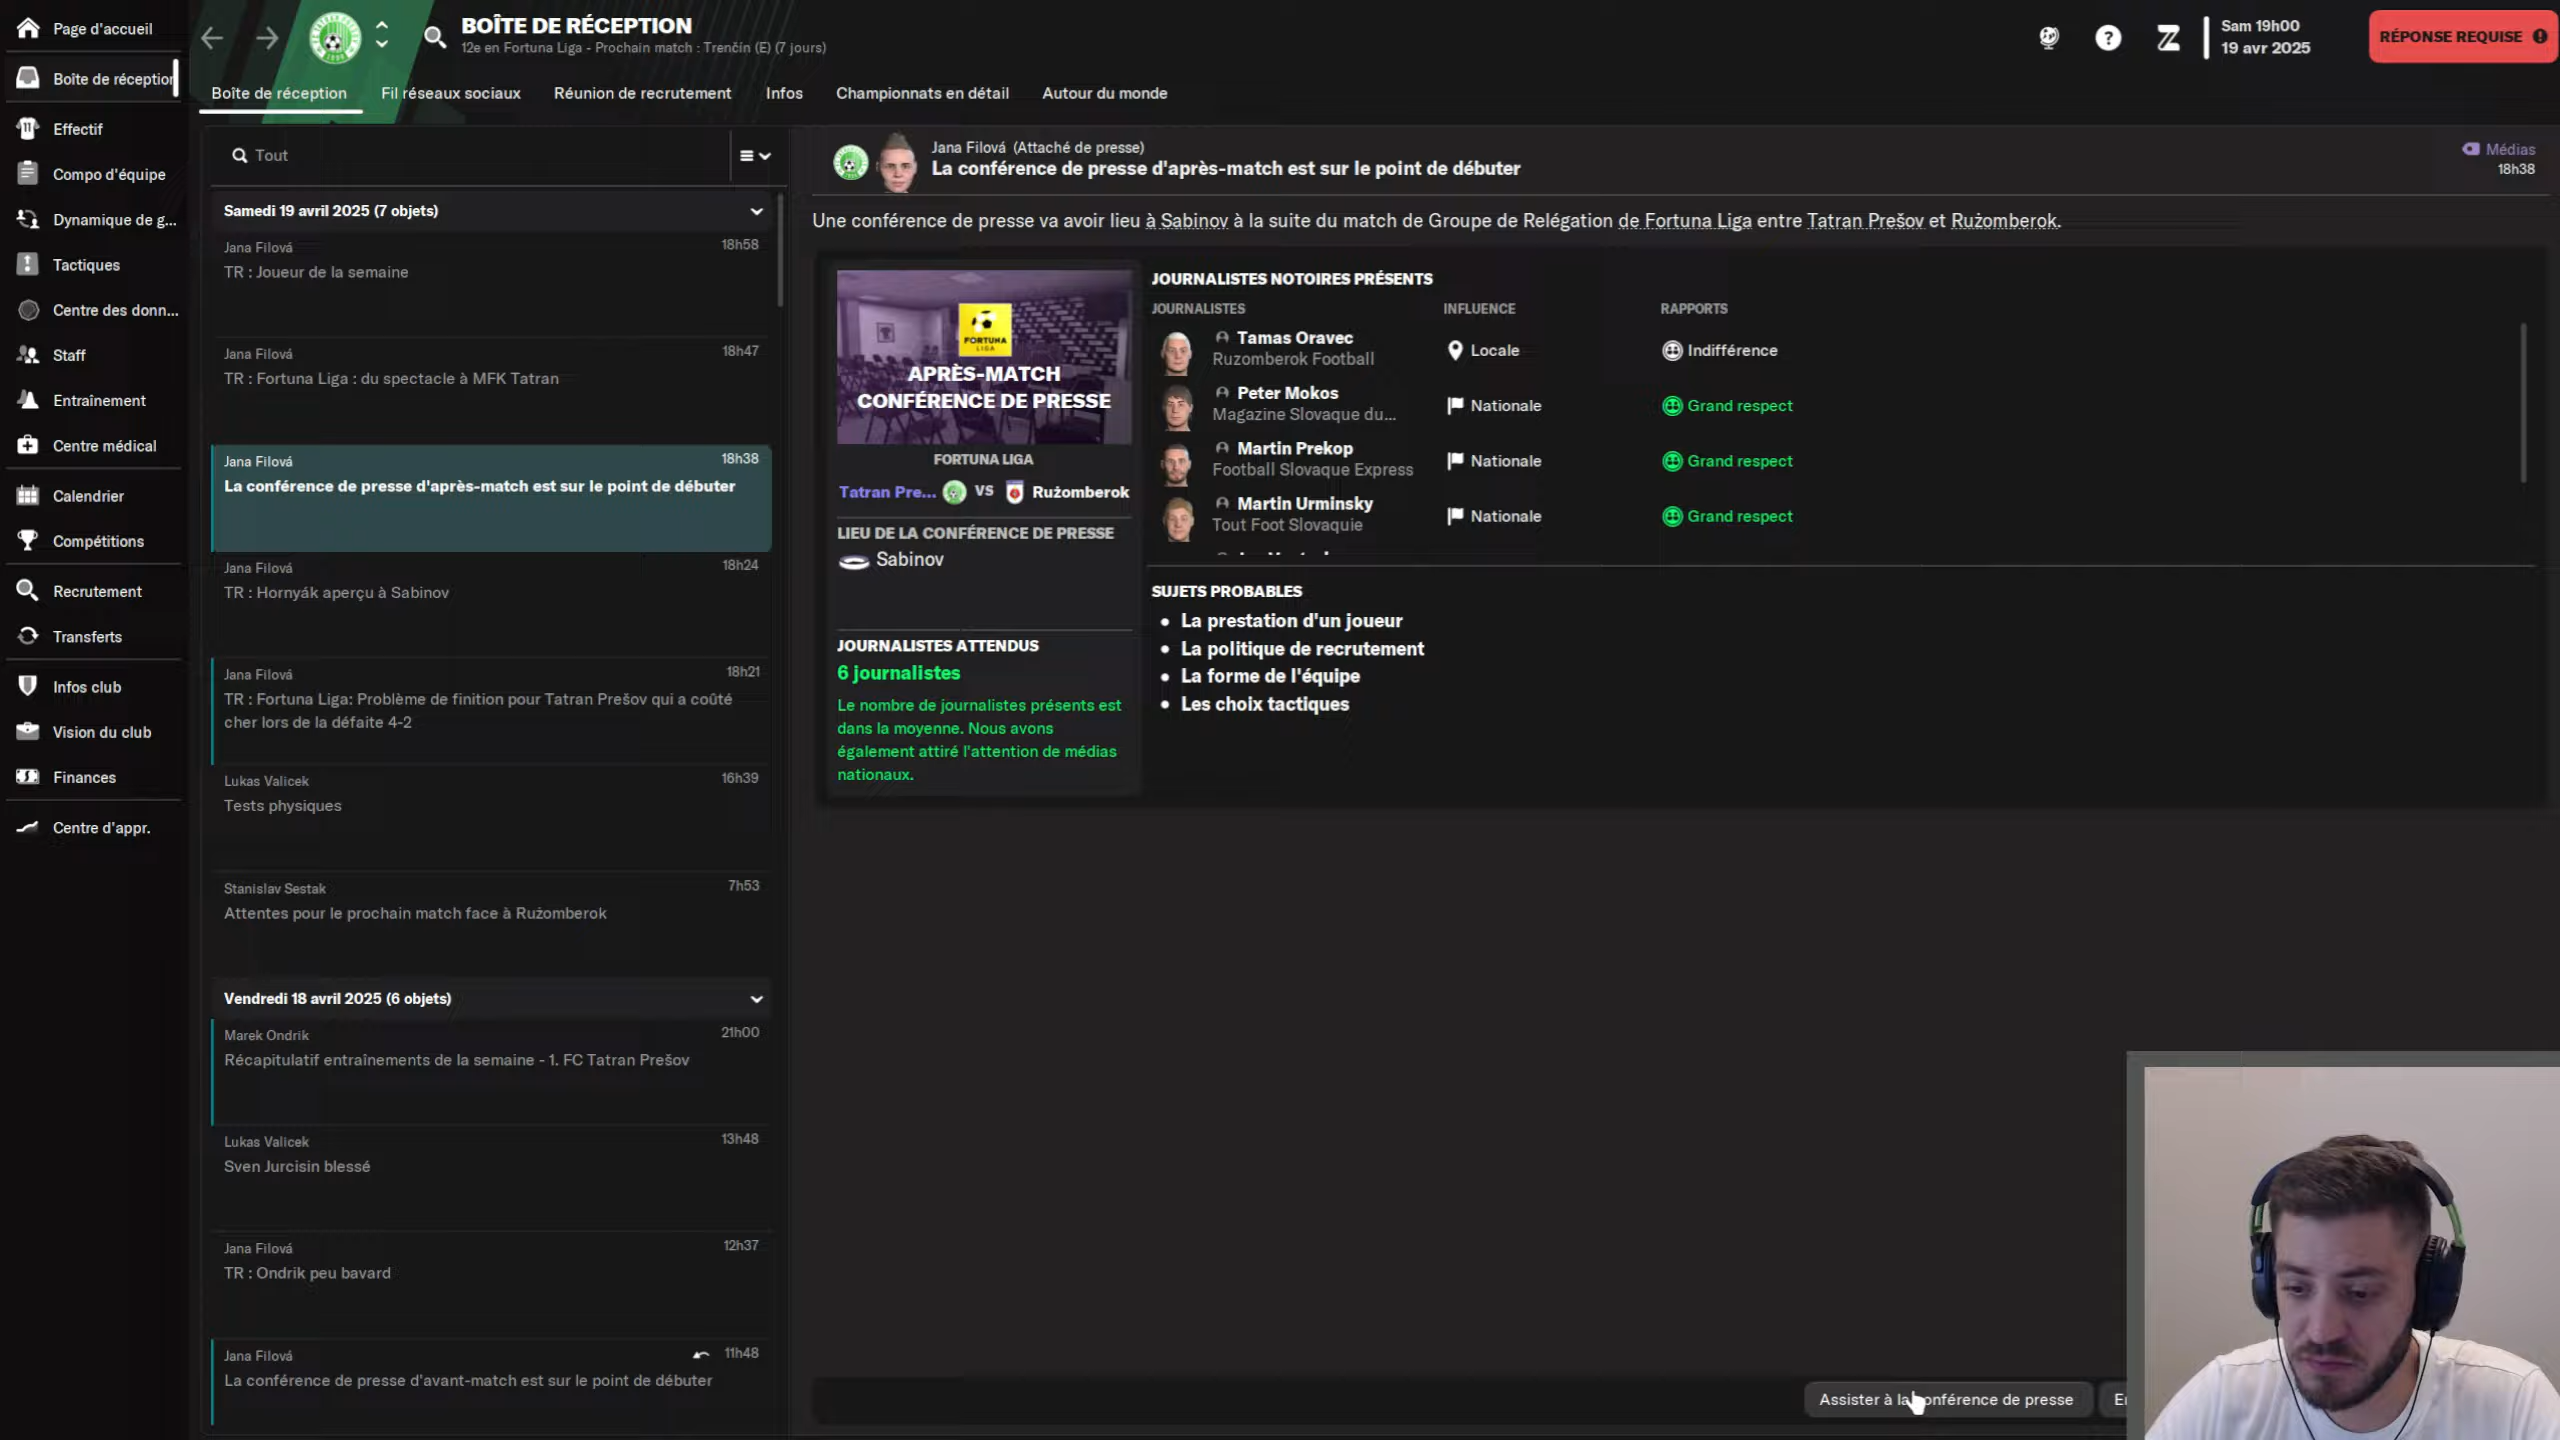 Page d'accueil
Boîte de réception
Effectif
Compo d'équipe
Dynamique de g...
Tactiques
Centre des donn...
Staff
Entraînement
Centre médical
Calendrier
Compétitions
Recrutement
Transferts
Infos club
Vision du club
Finances
Centre d'appr.
BOÎTE DE RÉCEPTION
12e en Fortuna Liga - Prochain match : Trenčín (E) (7 jours)
Sam 19h00
19 avr 2025
RÉPONSE REQUISE
Boîte de réception
Fil réseaux sociaux
Réunion de recrutement
Infos
Championnats en détail
Autour du monde
Tout
Samedi 19 avril 2025 (7 objets)
Jana Filová
18h58
TR : Joueur de la semaine
Jana Filová
18h47
TR : Fortuna Liga : du spectacle à MFK Tatran
Jana Filová
18h38
La conférence de presse d'après-match est sur le point de débuter
Jana Filová
18h24
TR : Hornyák aperçu à Sabinov
Jana Filová
18h21
TR : Fortuna Liga: Problème de finition pour Tatran Prešov qui a coûté
cher lors de la défaite 4-2
Lukas Valicek
16h39
Tests physiques
Stanislav Sestak
7h53
Attentes pour le prochain match face à Ružomberok
Vendredi 18 avril 2025 (6 objets)
Marek Ondrik
21h00
Récapitulatif entraînements de la semaine - 1. FC Tatran Prešov
Lukas Valicek
13h48
Sven Jurcisin blessé
Jana Filová
12h37
TR : Ondrik peu bavard
Jana Filová
11h48
La conférence de presse d'avant-match est sur le point de débuter
Jana Filová (Attaché de presse)
La conférence de presse d'après-match est sur le point de débuter
Médias
18h38
Une conférence de presse va avoir lieu à Sabinov à la suite du match de Groupe de Relégation de Fortuna Liga entre Tatran Prešov et Ružomberok.
FORTUNA
LIGA
APRÈS-MATCH
CONFÉRENCE DE PRESSE
FORTUNA LIGA
Tatran Pre... VS Ružomberok
LIEU DE LA CONFÉRENCE DE PRESSE
Sabinov
JOURNALISTES ATTENDUS
6 journalistes
Le nombre de journalistes présents est
dans la moyenne. Nous avons
également attiré l'attention de médias
nationaux.
JOURNALISTES NOTOIRES PRÉSENTS
JOURNALISTES INFLUENCE RAPPORTS
Tamas Oravec
Ruzomberok Football
Locale
Indifférence
Peter Mokos
Magazine Slovaque du...
Nationale
Grand respect
Martin Prekop
Football Slovaque Express
Nationale
Grand respect
Martin Urminsky
Tout Foot Slovaquie
Nationale
Grand respect
SUJETS PROBABLES
• La prestation d'un joueur
• La politique de recrutement
• La forme de l'équipe
• Les choix tactiques
Assister à la conférence de presse